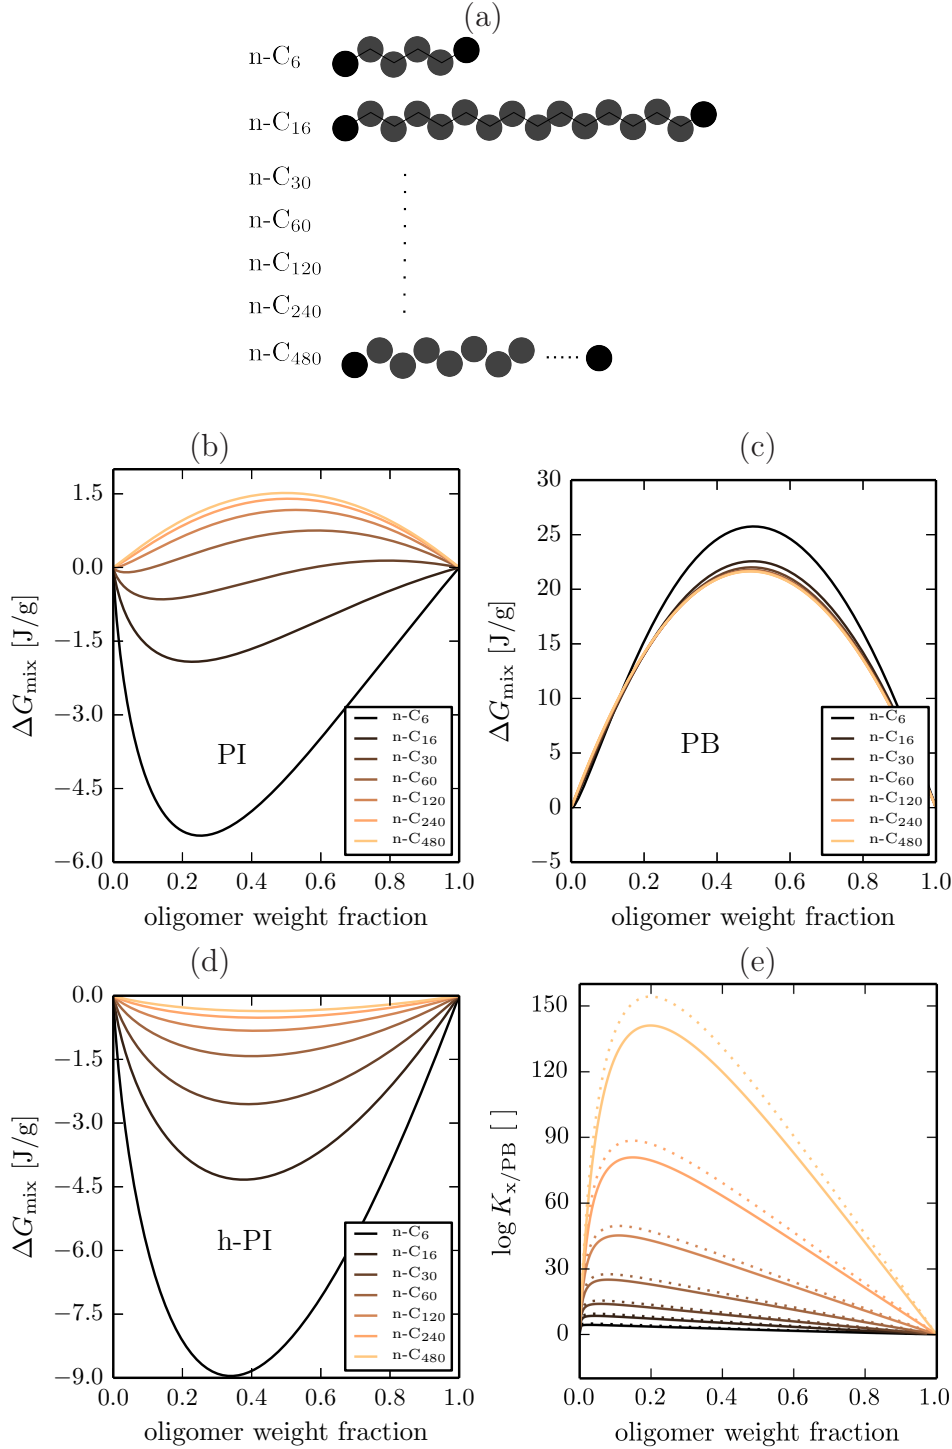 (a)
n-C₆
n-C₁₆
n-C₃₀
n-C₆₀
n-C₁₂₀
n-C₂₄₀
n-C₄₈₀
(b)
1.5
0.0
−1.5
−3.0
−4.5
−6.0
ΔG_mix [J/g]
PI
n-C₆
n-C₁₆
n-C₃₀
n-C₆₀
n-C₁₂₀
n-C₂₄₀
n-C₄₈₀
0.0 0.2 0.4 0.6 0.8 1.0
oligomer weight fraction
(c)
30
25
20
15
10
5
0
−5
ΔG_mix [J/g]
PB
n-C₆
n-C₁₆
n-C₃₀
n-C₆₀
n-C₁₂₀
n-C₂₄₀
n-C₄₈₀
0.0 0.2 0.4 0.6 0.8 1.0
oligomer weight fraction
(d)
0.0
−1.5
−3.0
−4.5
−6.0
−7.5
−9.0
ΔG_mix [J/g]
h-PI
n-C₆
n-C₁₆
n-C₃₀
n-C₆₀
n-C₁₂₀
n-C₂₄₀
n-C₄₈₀
0.0 0.2 0.4 0.6 0.8 1.0
oligomer weight fraction
(e)
150
120
90
60
30
0
log K_x/PB [ ]
0.0 0.2 0.4 0.6 0.8 1.0
oligomer weight fraction